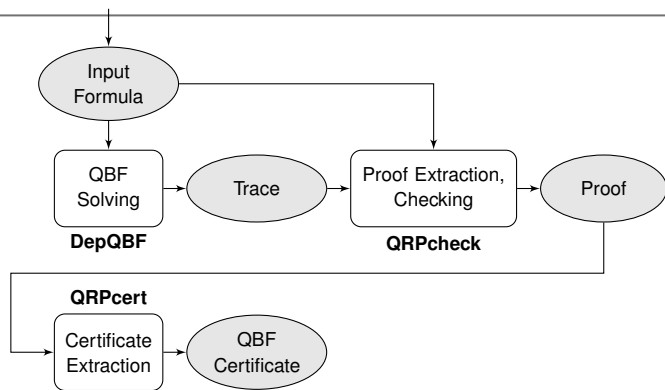 Input
Formula
QBF
Solving
DepQBF
Trace
Proof Extraction,
Checking
QRPcheck
Proof
QRPcert
Certificate
Extraction
QBF
Certificate